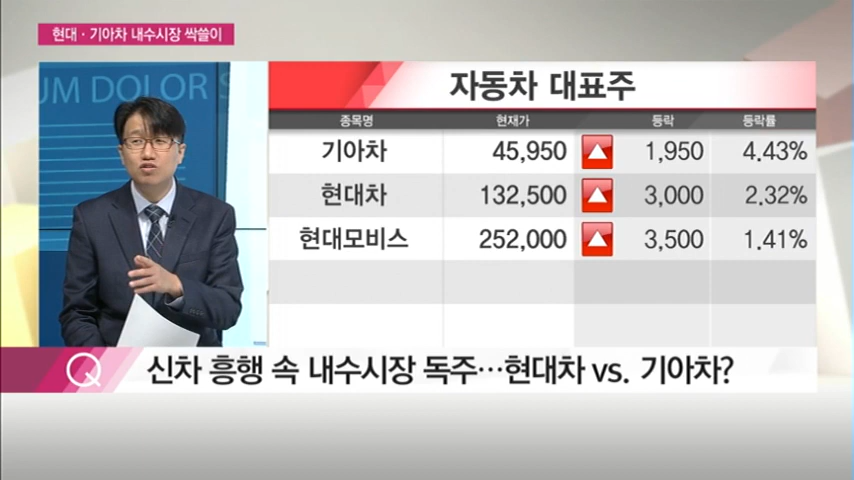 현대·기아차 내수시장 싹쓸이
UM DOLOR S
자동차 대표주
종목명 현재가 등락 등락률
기아차 45,950 1,950 4.43%
현대차 132,500 3,000 2.32%
현대모비스 252,000 3,500 1.41%
Q 신차 흥행 속 내수시장 독주…현대차 vs. 기아차?